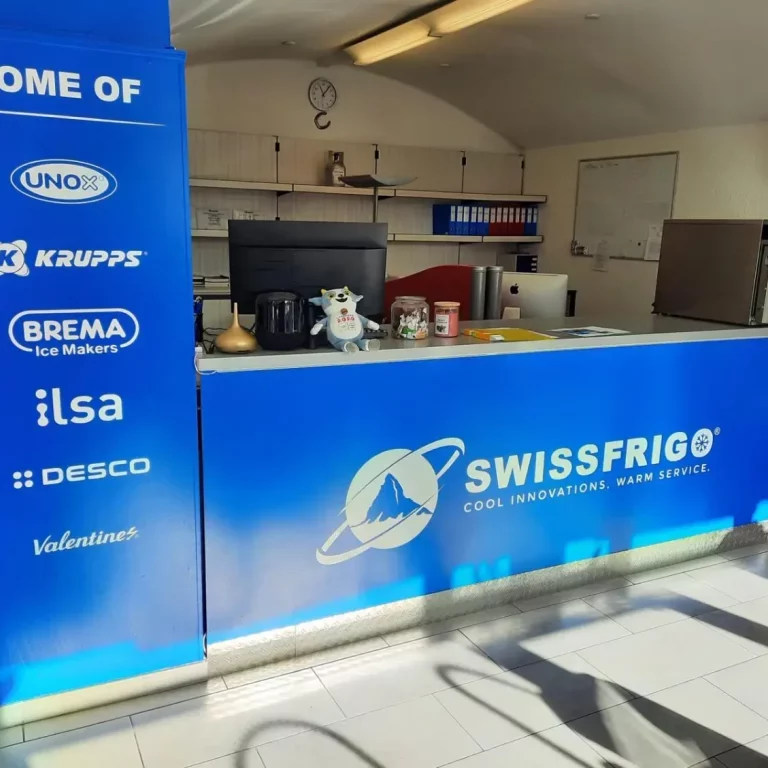 OME OF
UNOX
K KRUPPS
BREMA
Ice Makers
ilsa
DESCO
Valentine
SWISSFRIGO®
COOL INNOVATIONS. WARM SERVICE.